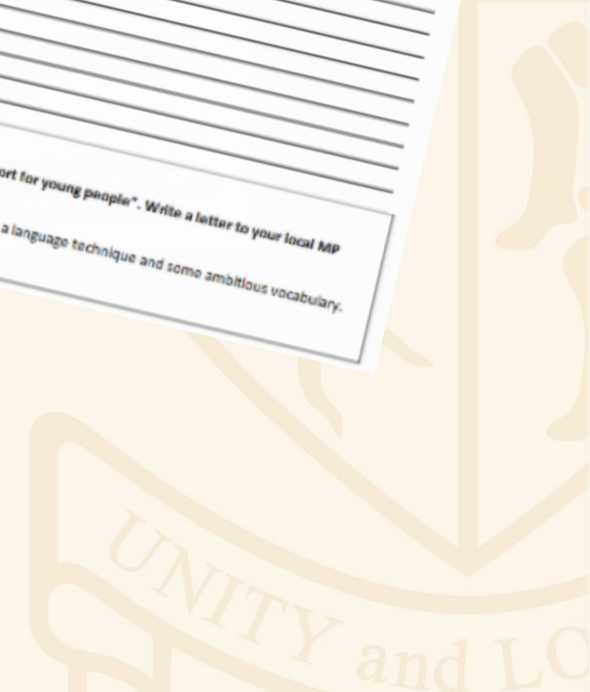 ort for young people". Write a letter to your local MP
a language technique and some ambitious vocabulary.
UNITY and LO